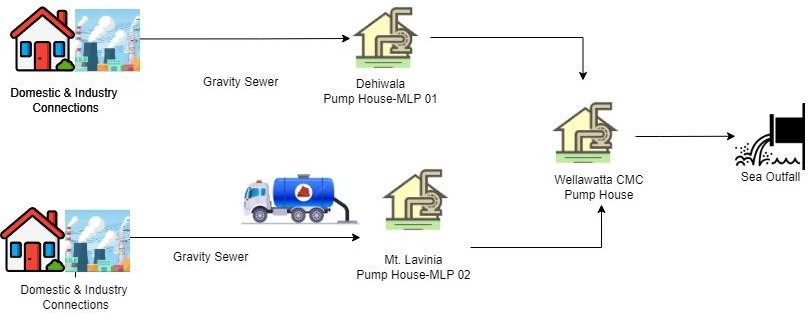 Domestic & Industry
Connections
Gravity Sewer
Dehiwala
Pump House-MLP 01
Wellawatta CMC
Pump House
Sea Outfall
Domestic & Industry
Connections
Gravity Sewer
Mt. Lavinia
Pump House-MLP 02